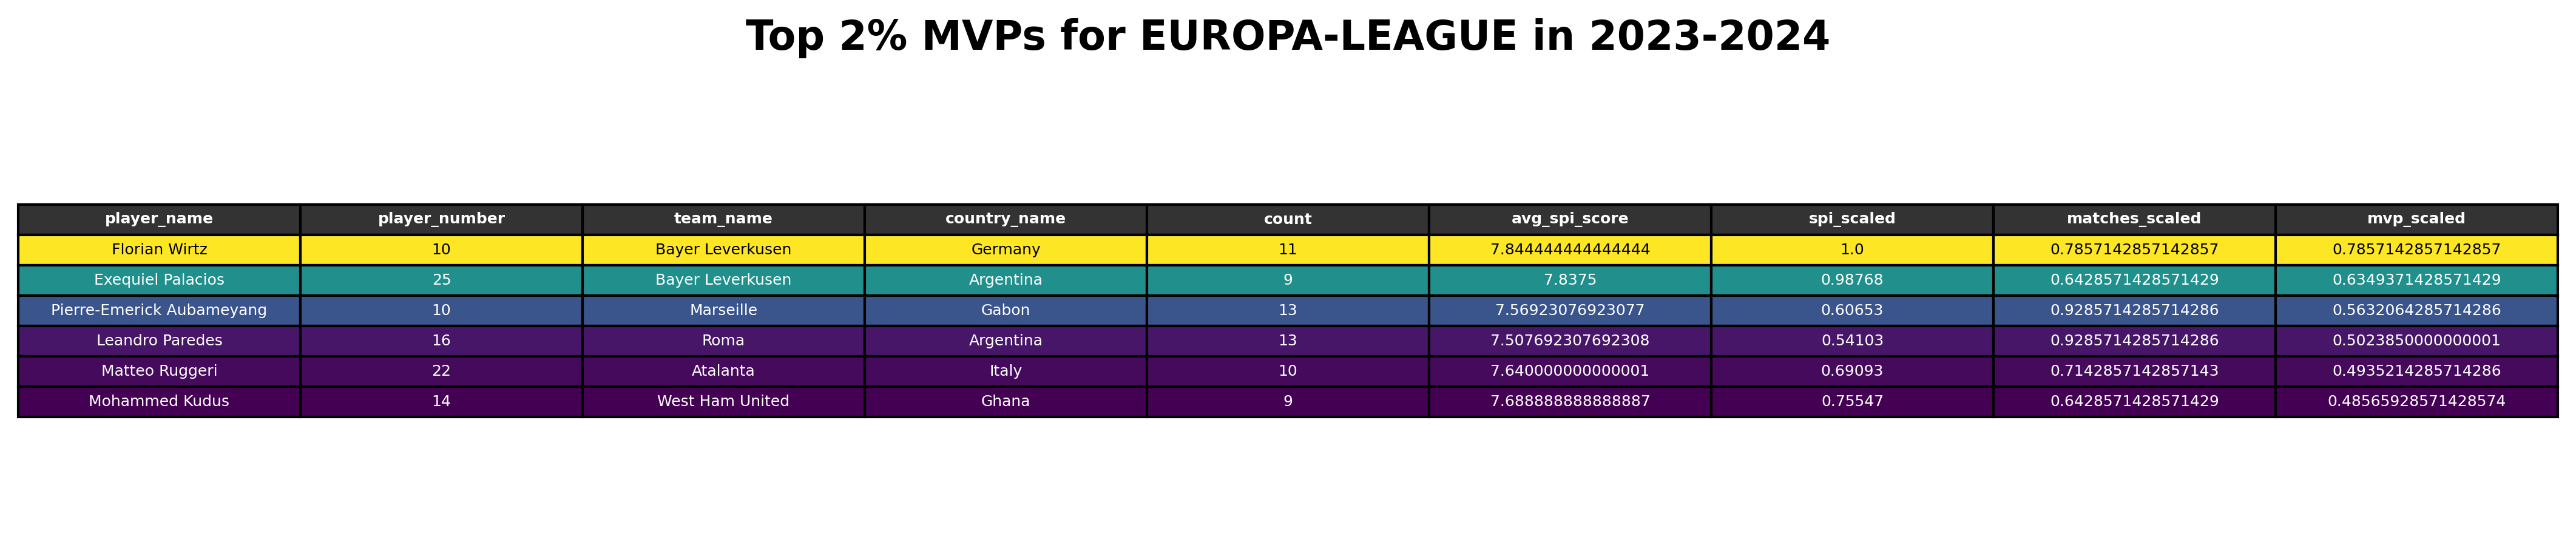 Top 2% MVPs for EUROPA-LEAGUE in 2023-2024
player_name player_number team_name country_name count avg_spi_score spi_scaled matches_scaled mvp_scaled
Florian Wirtz 10 Bayer Leverkusen Germany 11 7.844444444444444 1.0 0.7857142857142857 0.7857142857142857
Exequiel Palacios 25 Bayer Leverkusen Argentina 9 7.8375 0.98768 0.6428571428571429 0.6349371428571429
Pierre-Emerick Aubameyang 10 Marseille Gabon 13 7.56923076923077 0.60653 0.9285714285714286 0.5632064285714286
Leandro Paredes 16 Roma Argentina 13 7.507692307692308 0.54103 0.9285714285714286 0.5023850000000001
Matteo Ruggeri 22 Atalanta Italy 10 7.640000000000001 0.69093 0.7142857142857143 0.4935214285714286
Mohammed Kudus 14 West Ham United Ghana 9 7.688888888888887 0.75547 0.6428571428571429 0.48565928571428574